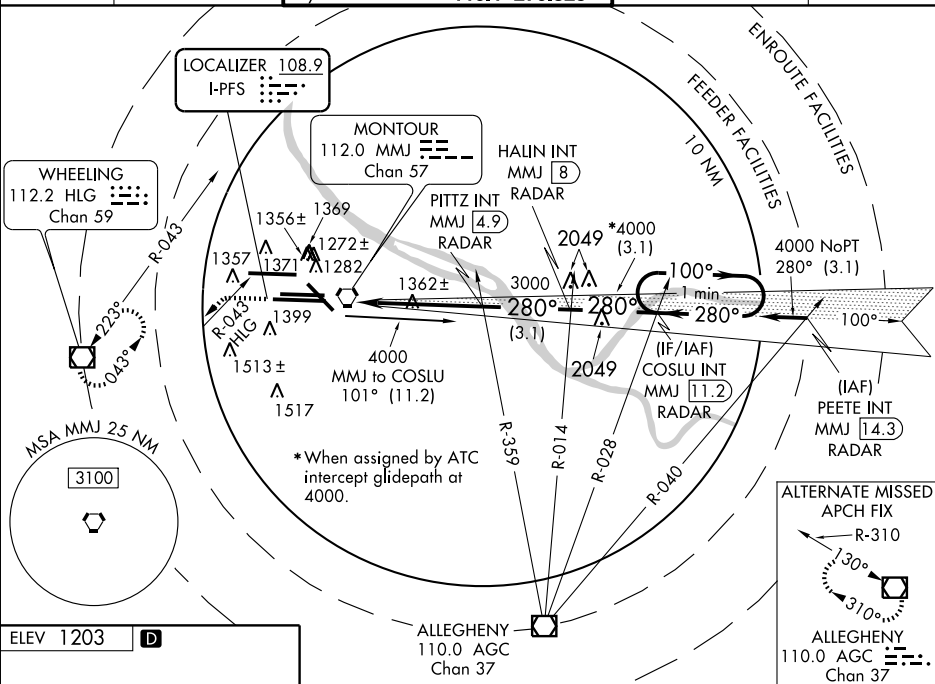 LOCALIZER 108.9
I-PFS
MONTOUR
112.0 MMJ
Chan 57
WHEELING
112.2 HLG
Chan 59
R-043
223°
043°
HALIN INT
MMJ 8
RADAR
PITTZ INT
MMJ 4.9
RADAR
10 NM
FEEDER FACILITIES
ENROUTE FACILITIES
1356±
1369
1272±
1282
1357
1371
1399
1513±
1517
R-043
HLG
1362±
3000
280°
(3.1)
2049
*4000
(3.1)
280°
2049
100°
1 min
280°
4000 NoPT
280° (3.1)
100°
4000
MMJ to COSLU
101° (11.2)
(IF/IAF)
COSLU INT
MMJ 11.2
RADAR
(IAF)
PEETE INT
MMJ 14.3
RADAR
R-359
R-014
R-028
R-040
*When assigned by ATC
intercept glidepath at
4000.
MSA MMJ 25 NM
3100
ALLEGHENY
110.0 AGC
Chan 37
ALTERNATE MISSED
APCH FIX
R-310
130°
310°
ALLEGHENY
110.0 AGC
Chan 37
ELEV 1203 D